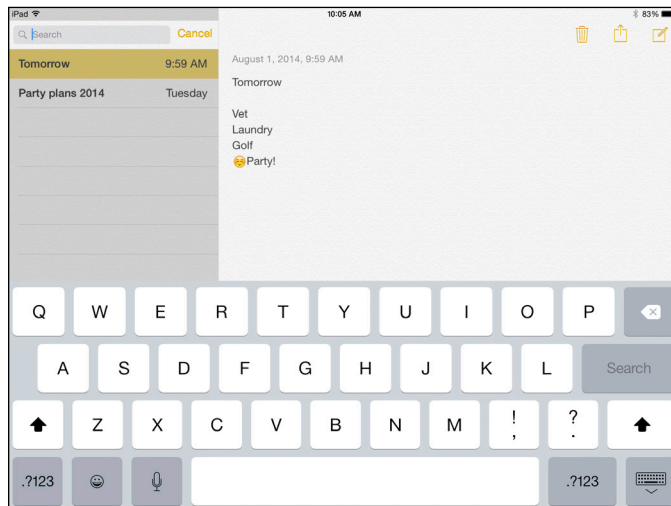 iPad 10:05 AM 83%
Search Cancel
Tomorrow 9:59 AM
Party plans 2014 Tuesday
August 1, 2014, 9:59 AM
Tomorrow
Vet
Laundry
Golf
☺️Party!
Q W E R T Y U I O P
A S D F G H J K L Search
Z X C V B N M ! , ? .
.?123 .?123